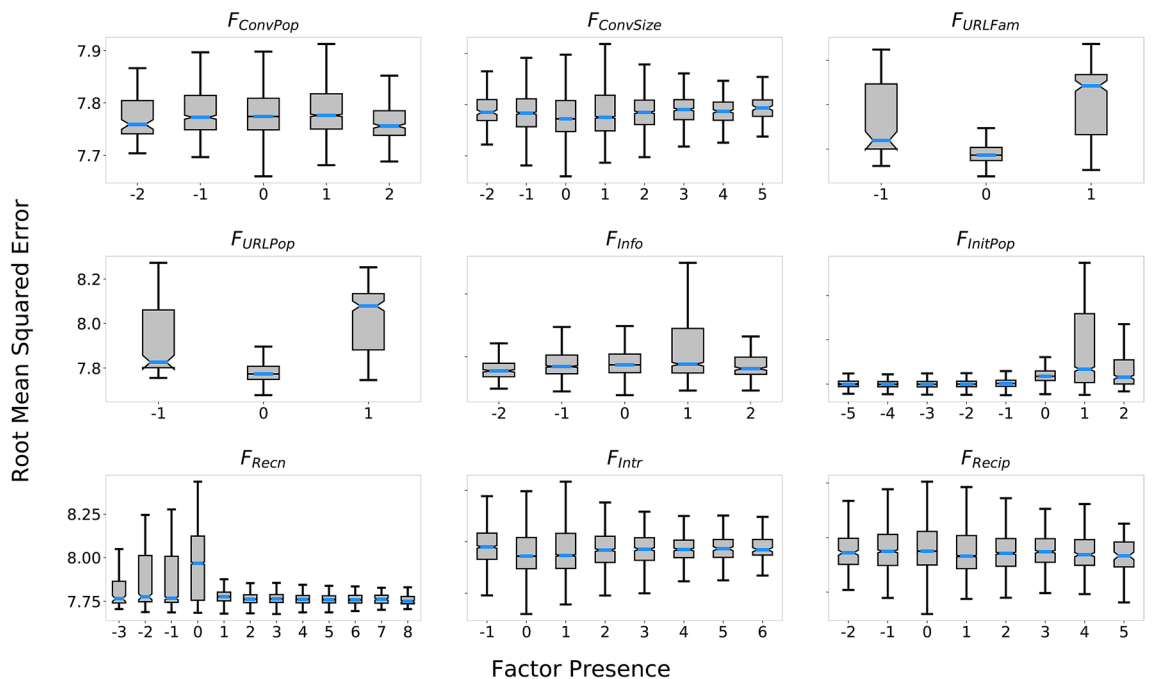 F_ConvPop F_ConvSize F_URLFam
7.9
7.8
7.7
-2 -1 0 1 2
-2 -1 0 1 2 3 4 5
-1 0 1
F_URLPop F_Info F_InitPop
8.2
8.0
7.8
-1 0 1
-2 -1 0 1 2
-5 -4 -3 -2 -1 0 1 2
F_Recn F_Intr F_Recip
8.25
8.00
7.75
-3 -2 -1 0 1 2 3 4 5 6 7 8
-1 0 1 2 3 4 5 6
-2 -1 0 1 2 3 4 5
Root Mean Squared Error
Factor Presence